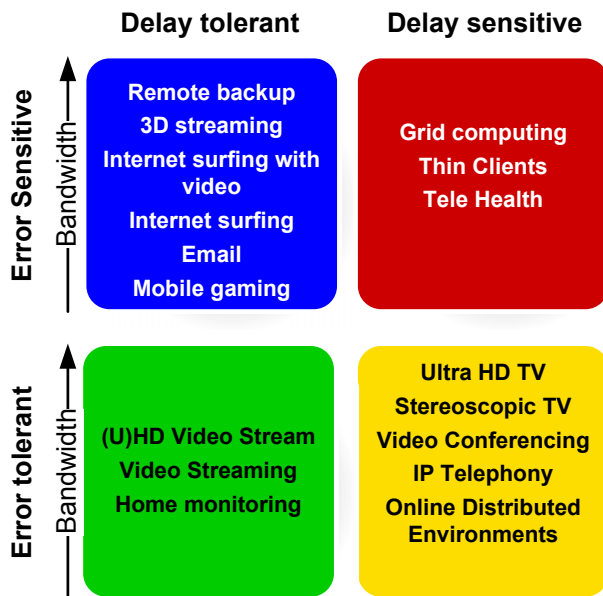 Delay tolerant
Delay sensitive
Error Sensitive
Bandwidth
Remote backup
3D streaming
Internet surfing with
video
Internet surfing
Email
Mobile gaming
Grid computing
Thin Clients
Tele Health
Error tolerant
Bandwidth
(U)HD Video Stream
Video Streaming
Home monitoring
Ultra HD TV
Stereoscopic TV
Video Conferencing
IP Telephony
Online Distributed
Environments